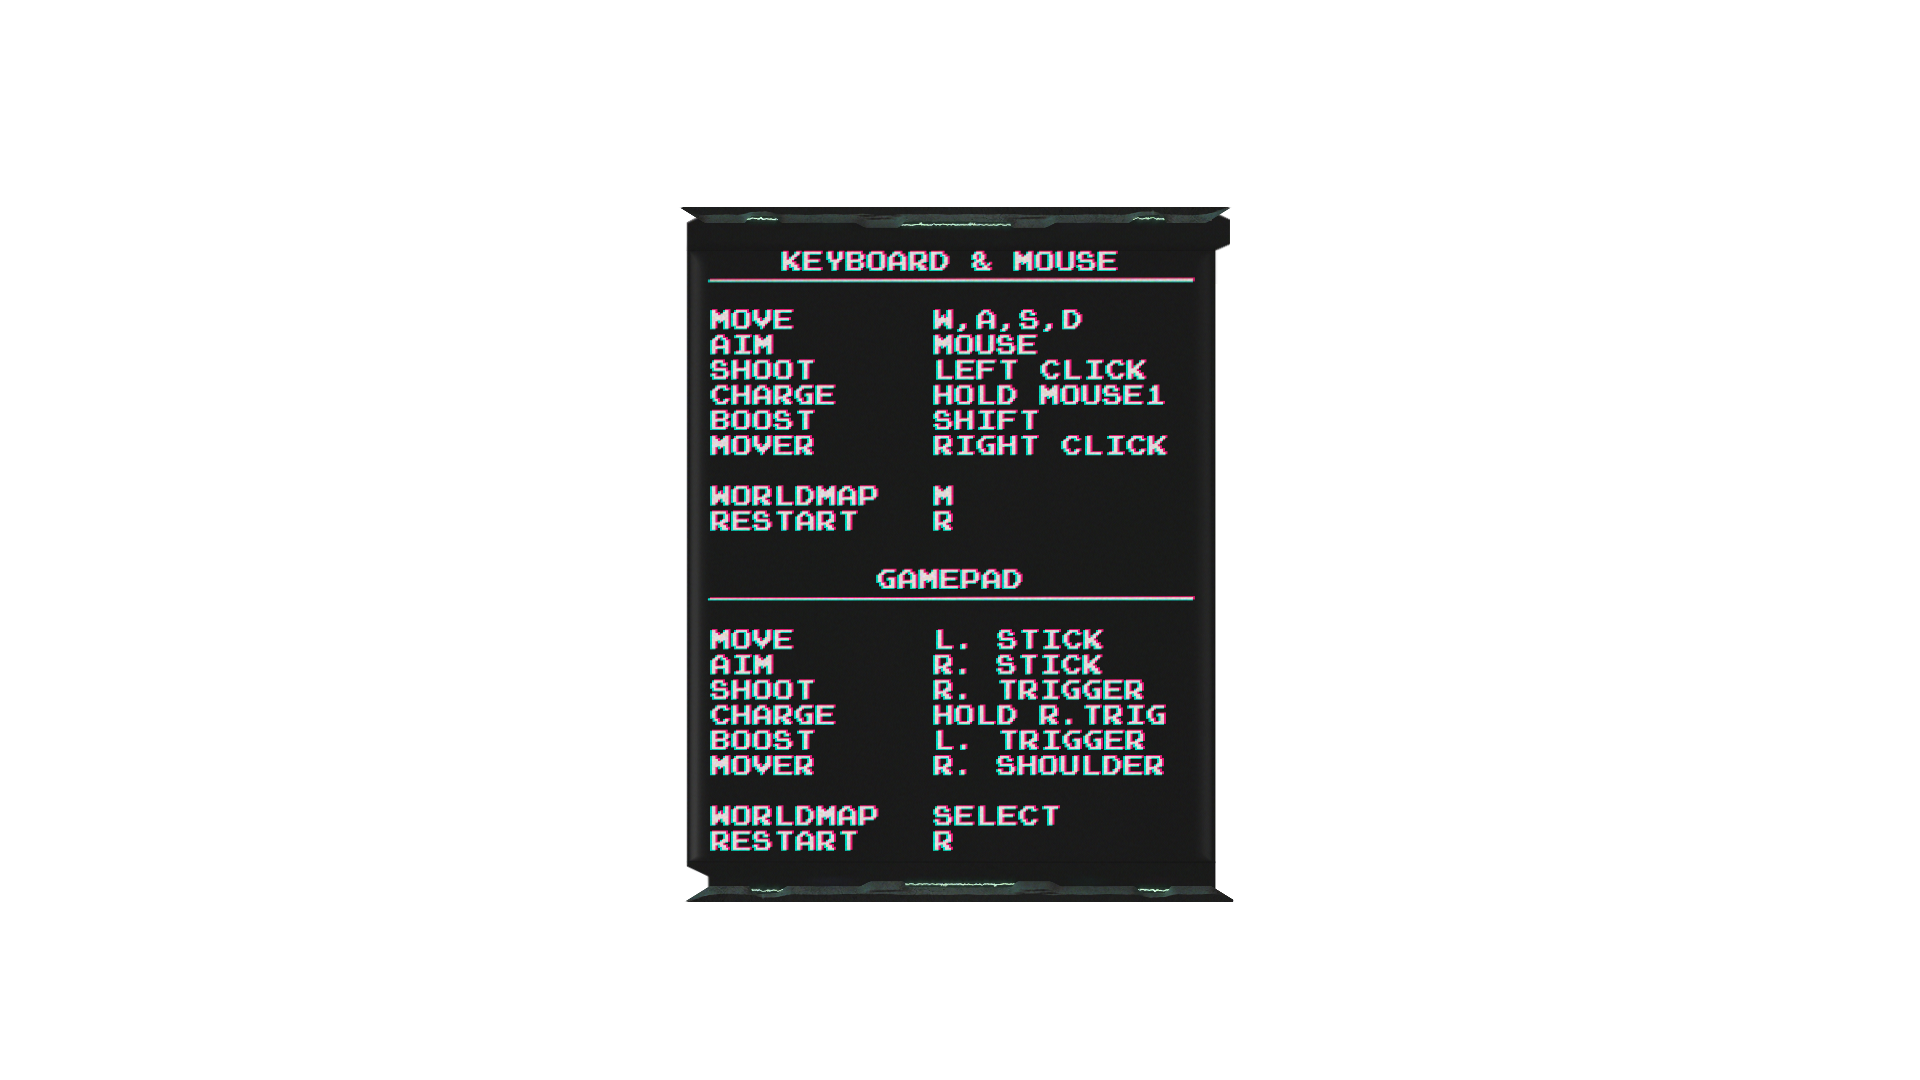 KEYBOARD & MOUSE
MOVE W,A,S,D
AIM MOUSE
SHOOT LEFT CLICK
CHARGE HOLD MOUSE1
BOOST SHIFT
MOVER RIGHT CLICK
WORLDMAP M
RESTART R
GAMEPAD
MOVE L. STICK
AIM R. STICK
SHOOT R. TRIGGER
CHARGE HOLD R.TRIG
BOOST L. TRIGGER
MOVER R. SHOULDER
WORLDMAP SELECT
RESTART R